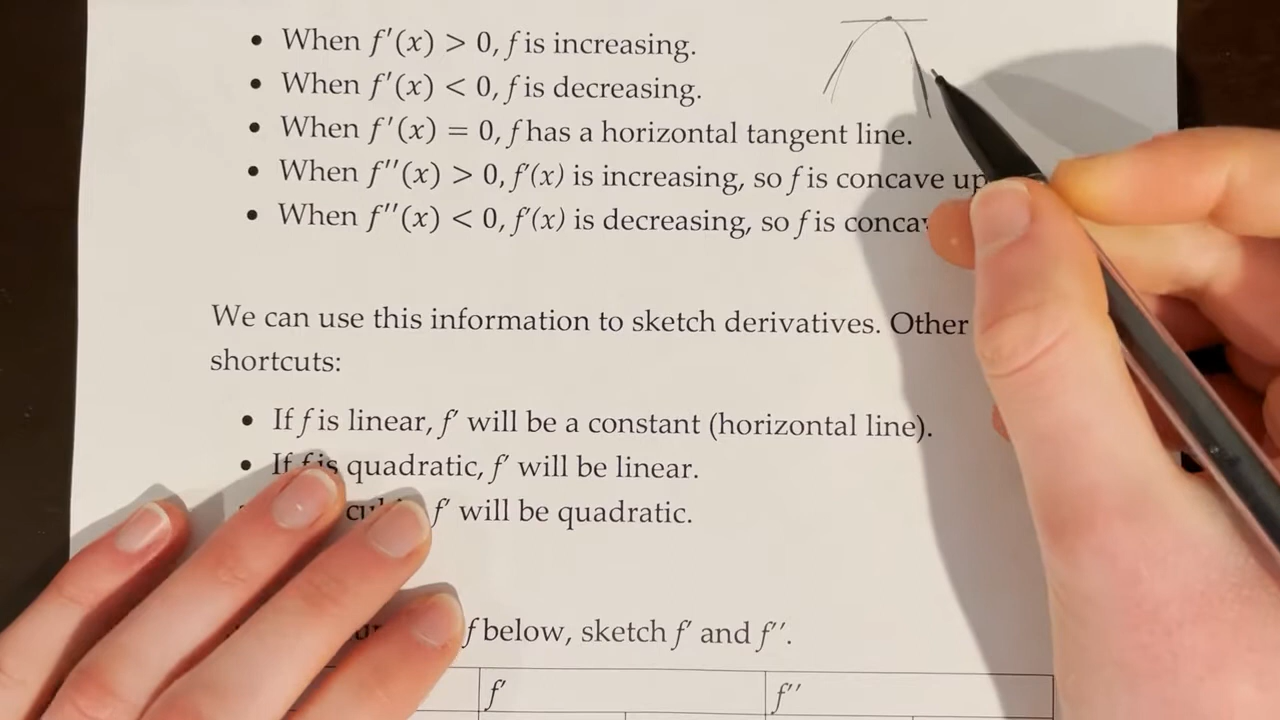 • When f′(x) > 0, f is increasing.
• When f′(x) < 0, f is decreasing.
• When f′(x) = 0, f has a horizontal tangent line.
• When f′′(x) > 0, f′(x) is increasing, so f is concave up
• When f′′(x) < 0, f′(x) is decreasing, so f is
We can use this information to sketch derivatives. Other
shortcuts:
• If f is linear, f′ will be a constant (horizontal line).
• If f is quadratic, f′ will be linear.
f′ will be quadratic.
f below, sketch f′ and f′′.
f′ f′′